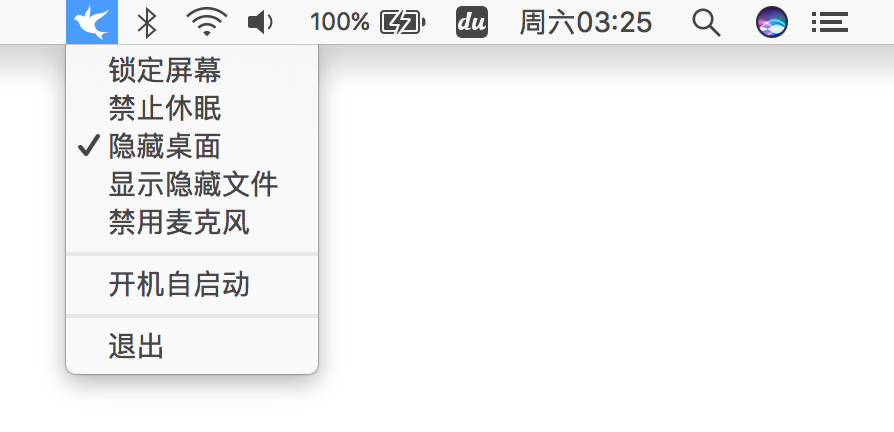 100% du 周六03:25
锁定屏幕
禁止休眠
隐藏桌面
显示隐藏文件
禁用麦克风
开机自启动
退出